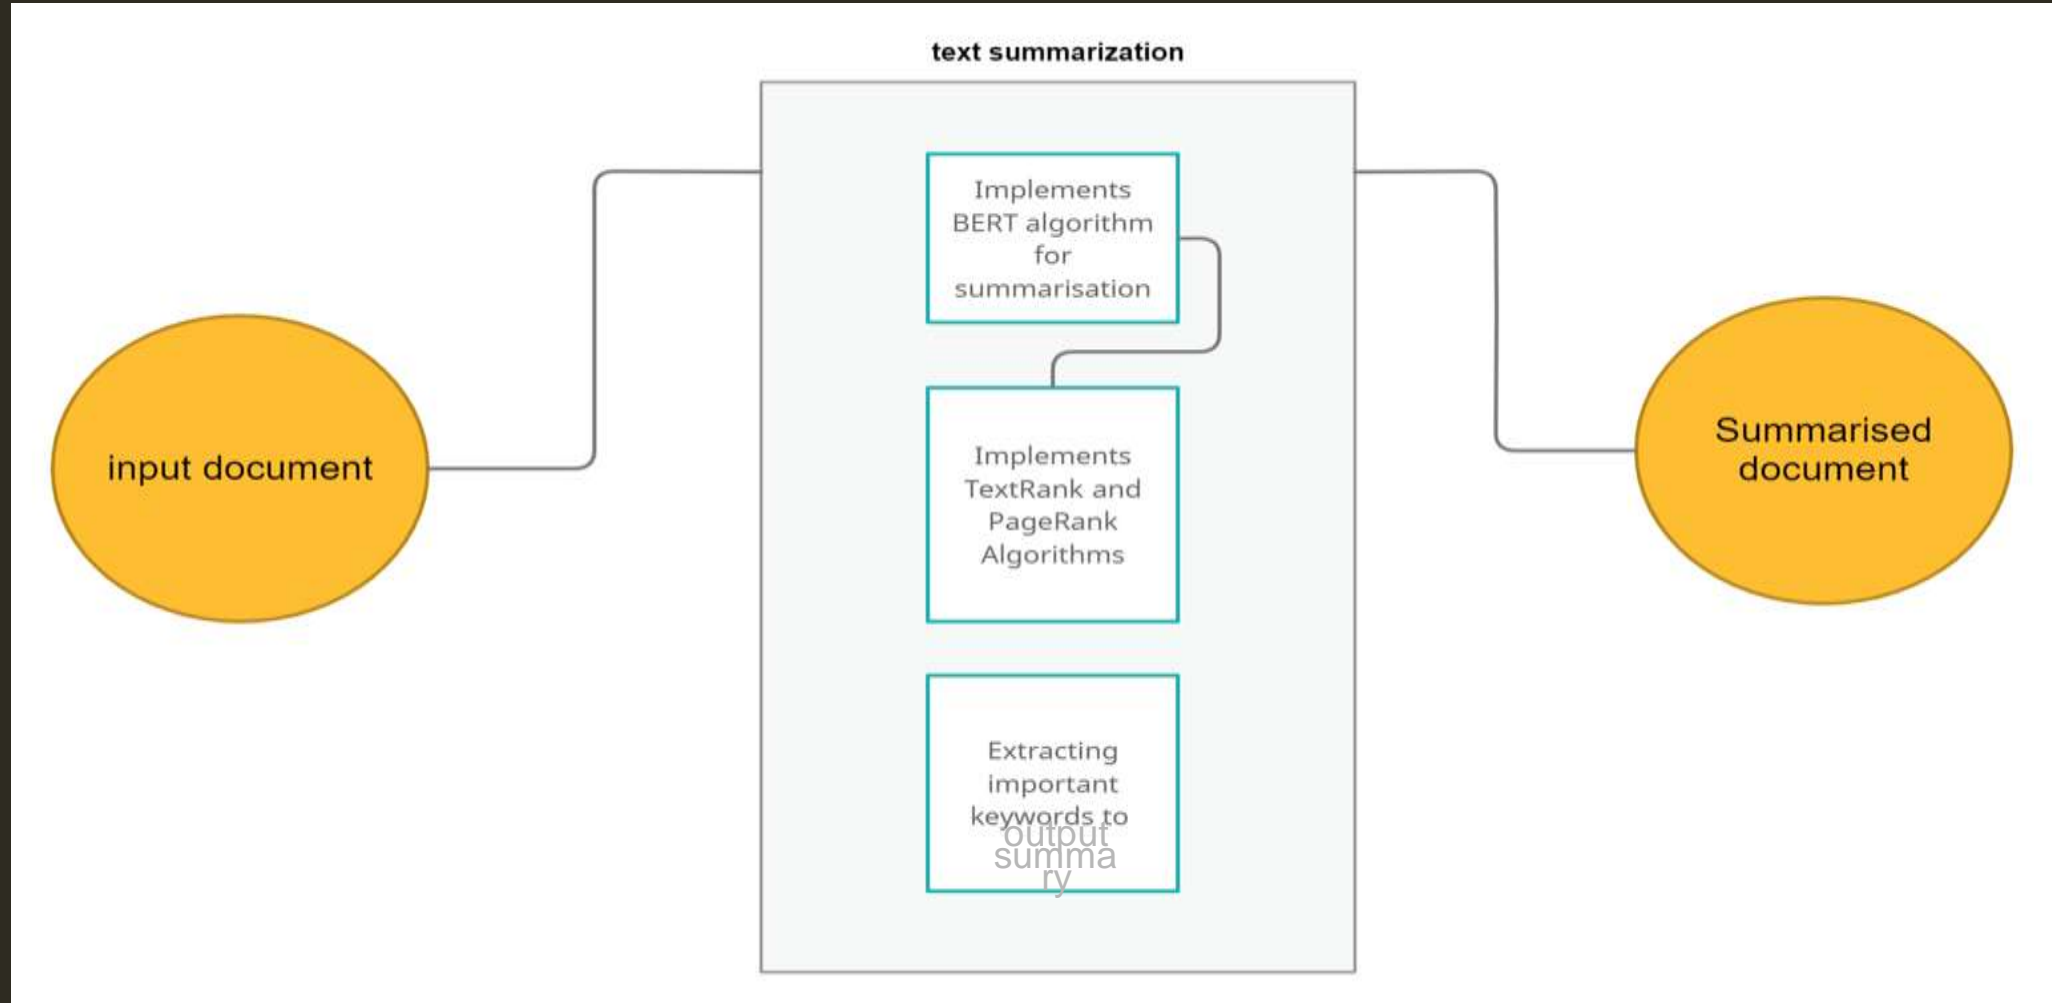 text summarization
Implements
BERT algorithm
for
summarisation
input document
Implements
TextRank and
PageRank
Algorithms
Summarised
document
Extracting
important
keywords to
output
summa
ry